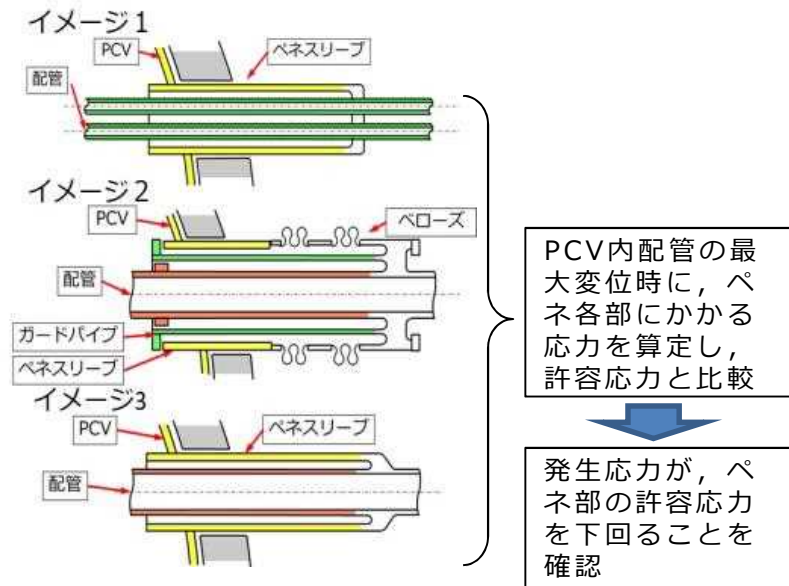 イメージ1
PCV
ペネスリーブ
配管
イメージ2
PCV
ベローズ
配管
ガードパイプ
ペネスリーブ
イメージ3
PCV
ペネスリーブ
配管
PCV内配管の最
大変位時に，ペ
ネ各部にかかる
応力を算定し，
許容応力と比較
発生応力が，ペ
ネ部の許容応力
を下回ることを
確認